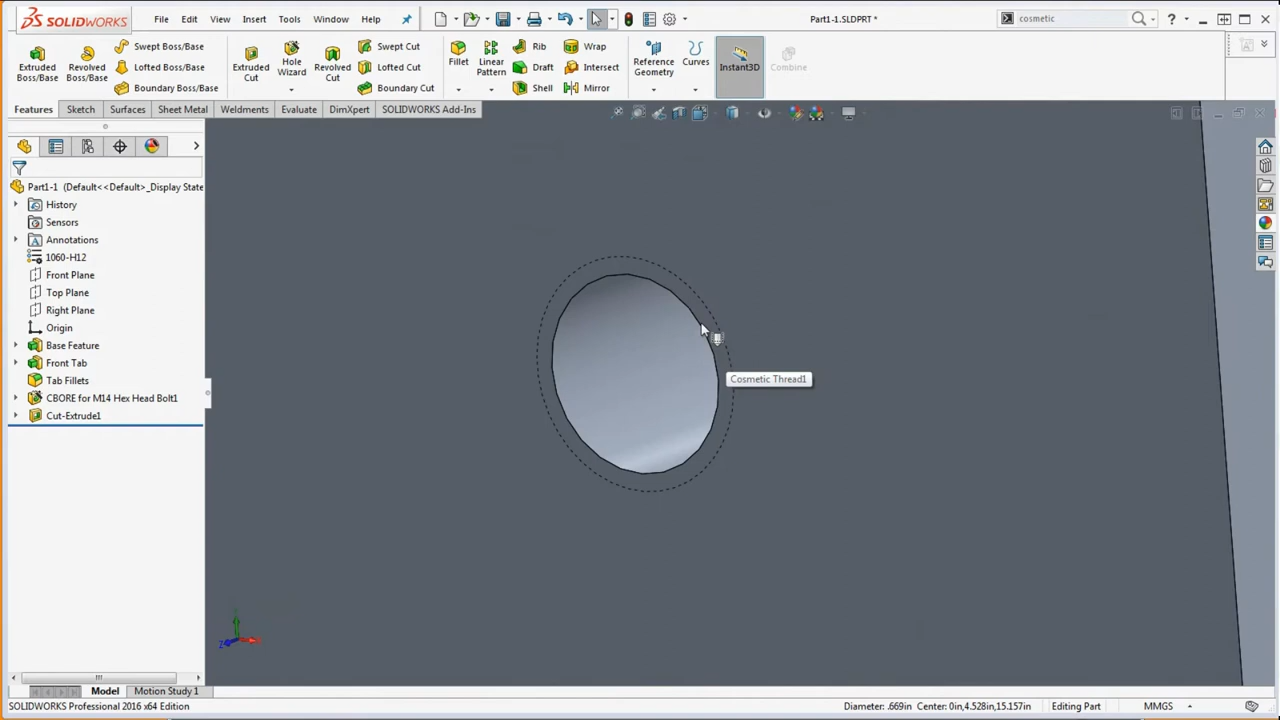 SOLIDWORKS File Edit View Insert Tools Window Help Part1-1.SLDPRT * cosmetic
Extruded Boss/Base
Revolved Boss/Base
Swept Boss/Base
Lofted Boss/Base
Boundary Boss/Base
Extruded Cut
Hole Wizard
Revolved Cut
Swept Cut
Lofted Cut
Boundary Cut
Fillet
Linear Pattern
Rib
Draft
Shell
Wrap
Intersect
Mirror
Reference Geometry
Curves
Instant3D
Combine
Features Sketch Surfaces Sheet Metal Weldments Evaluate DimXpert SOLIDWORKS Add-Ins
Part1-1 (Default<<Default>_Display State
History
Sensors
Annotations
1060-H12
Front Plane
Top Plane
Right Plane
Origin
Base Feature
Front Tab
Tab Fillets
CBORE for M14 Hex Head Bolt1
Cut-Extrude1
Cosmetic Thread1
Z
Model Motion Study 1
SOLIDWORKS Professional 2016 x64 Edition Diameter: .669in Center: 0in,4.528in,15.157in Editing Part MMGS